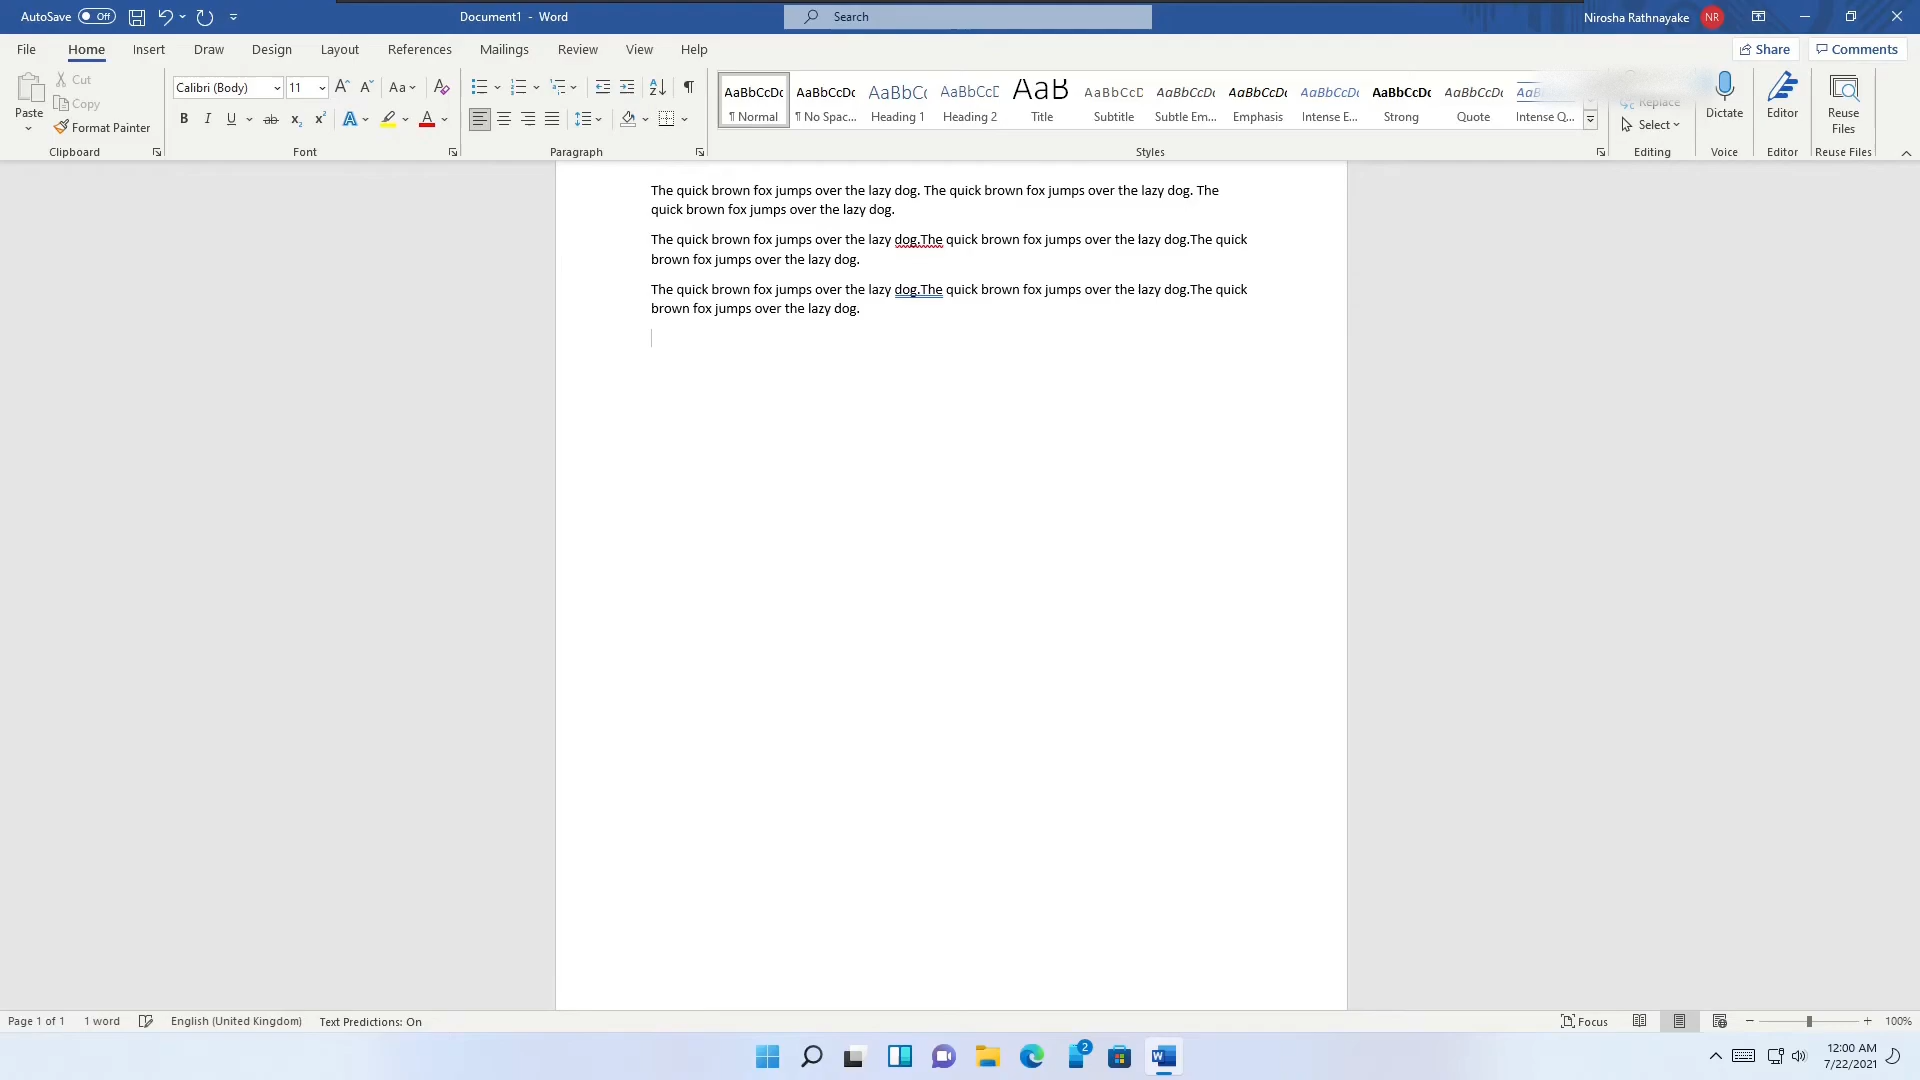 AutoSave Off Document1 - Word Search Nirosha Rathnayake NR
File Home Insert Draw Design Layout References Mailings Review View Help Share Comments
Paste Cut Copy Format Painter Clipboard
Calibri (Body) 11 Aa Font
Paragraph
AaBbCcDc ¶ Normal
AaBbCcDc ¶ No Spac...
AaBbCc Heading 1
AaBbCcD Heading 2
AaB Title
AaBbCcD Subtitle
AaBbCcDc Subtle Em...
AaBbCcDc Emphasis
AaBbCcDc Intense E...
AaBbCcDc Strong
AaBbCcDc Quote
Intense Q...
Styles
Replace
Select
Editing
Dictate
Voice
Editor
Editor
Reuse Files
Reuse Files
The quick brown fox jumps over the lazy dog. The quick brown fox jumps over the lazy dog. The
quick brown fox jumps over the lazy dog.
The quick brown fox jumps over the lazy dog.The quick brown fox jumps over the lazy dog.The quick
brown fox jumps over the lazy dog.
The quick brown fox jumps over the lazy dog.The quick brown fox jumps over the lazy dog.The quick
brown fox jumps over the lazy dog.
Page 1 of 1 1 word English (United Kingdom) Text Predictions: On Focus 100%
2
12:00 AM
7/22/2021